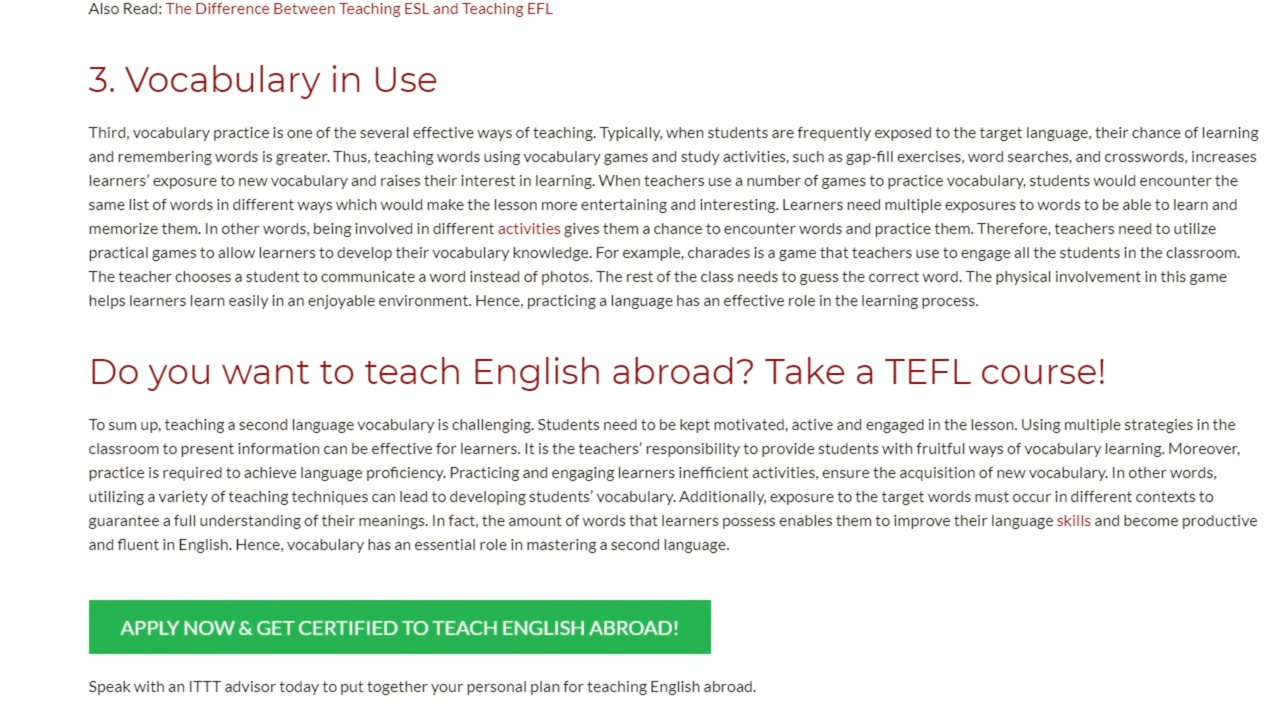 Also Read: The Difference Between Teaching ESL and Teaching EFL
3. Vocabulary in Use
Third, vocabulary practice is one of the several effective ways of teaching. Typically, when students are frequently exposed to the target language, their chance of learning
and remembering words is greater. Thus, teaching words using vocabulary games and study activities, such as gap-fill exercises, word searches, and crosswords, increases
learners’ exposure to new vocabulary and raises their interest in learning. When teachers use a number of games to practice vocabulary, students would encounter the
same list of words in different ways which would make the lesson more entertaining and interesting. Learners need multiple exposures to words to be able to learn and
memorize them. In other words, being involved in different activities gives them a chance to encounter words and practice them. Therefore, teachers need to utilize
practical games to allow learners to develop their vocabulary knowledge. For example, charades is a game that teachers use to engage all the students in the classroom.
The teacher chooses a student to communicate a word instead of photos. The rest of the class needs to guess the correct word. The physical involvement in this game
helps learners learn easily in an enjoyable environment. Hence, practicing a language has an effective role in the learning process.
Do you want to teach English abroad? Take a TEFL course!
To sum up, teaching a second language vocabulary is challenging. Students need to be kept motivated, active and engaged in the lesson. Using multiple strategies in the
classroom to present information can be effective for learners. It is the teachers’ responsibility to provide students with fruitful ways of vocabulary learning. Moreover,
practice is required to achieve language proficiency. Practicing and engaging learners inefficient activities, ensure the acquisition of new vocabulary. In other words,
utilizing a variety of teaching techniques can lead to developing students’ vocabulary. Additionally, exposure to the target words must occur in different contexts to
guarantee a full understanding of their meanings. In fact, the amount of words that learners possess enables them to improve their language skills and become productive
and fluent in English. Hence, vocabulary has an essential role in mastering a second language.
APPLY NOW & GET CERTIFIED TO TEACH ENGLISH ABROAD!
Speak with an ITTT advisor today to put together your personal plan for teaching English abroad.